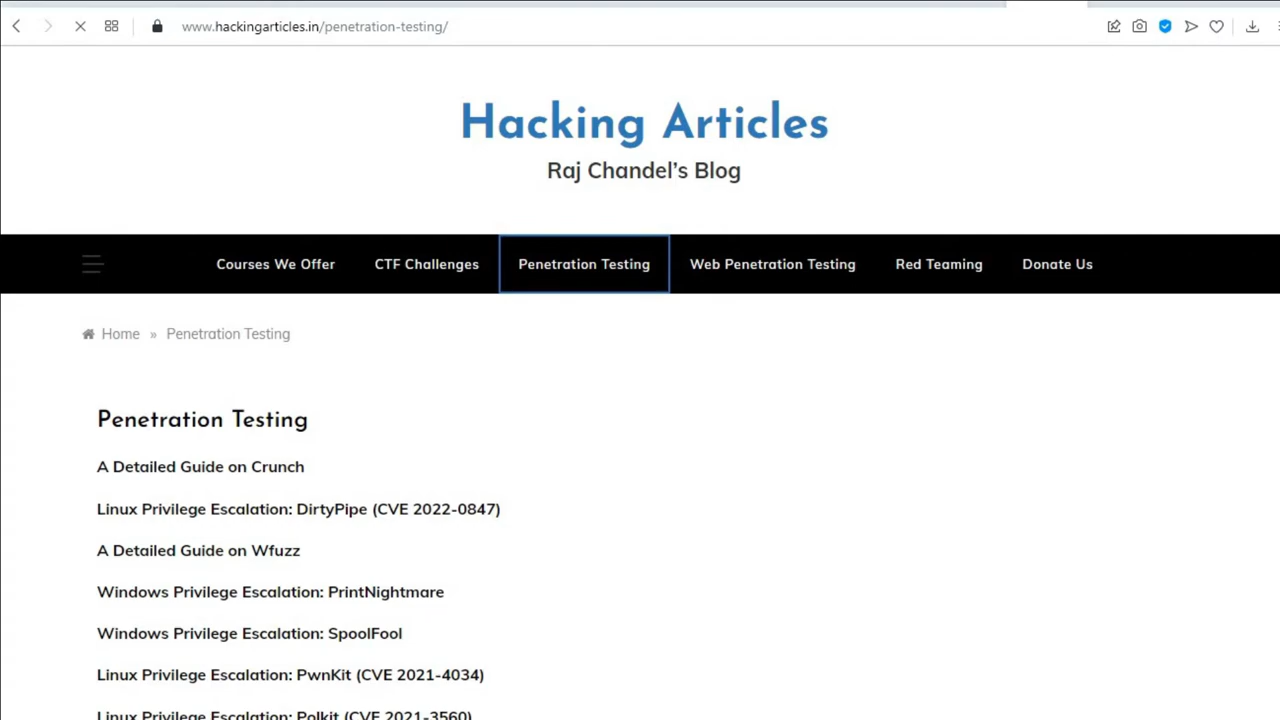 www.hackingarticles.in/penetration-testing/
Hacking Articles
Raj Chandel's Blog
Courses We Offer CTF Challenges Penetration Testing Web Penetration Testing Red Teaming Donate Us
Home » Penetration Testing
Penetration Testing
A Detailed Guide on Crunch
Linux Privilege Escalation: DirtyPipe (CVE 2022-0847)
A Detailed Guide on Wfuzz
Windows Privilege Escalation: PrintNightmare
Windows Privilege Escalation: SpoolFool
Linux Privilege Escalation: PwnKit (CVE 2021-4034)
Linux Privilege Escalation: Polkit (CVE 2021-3560)